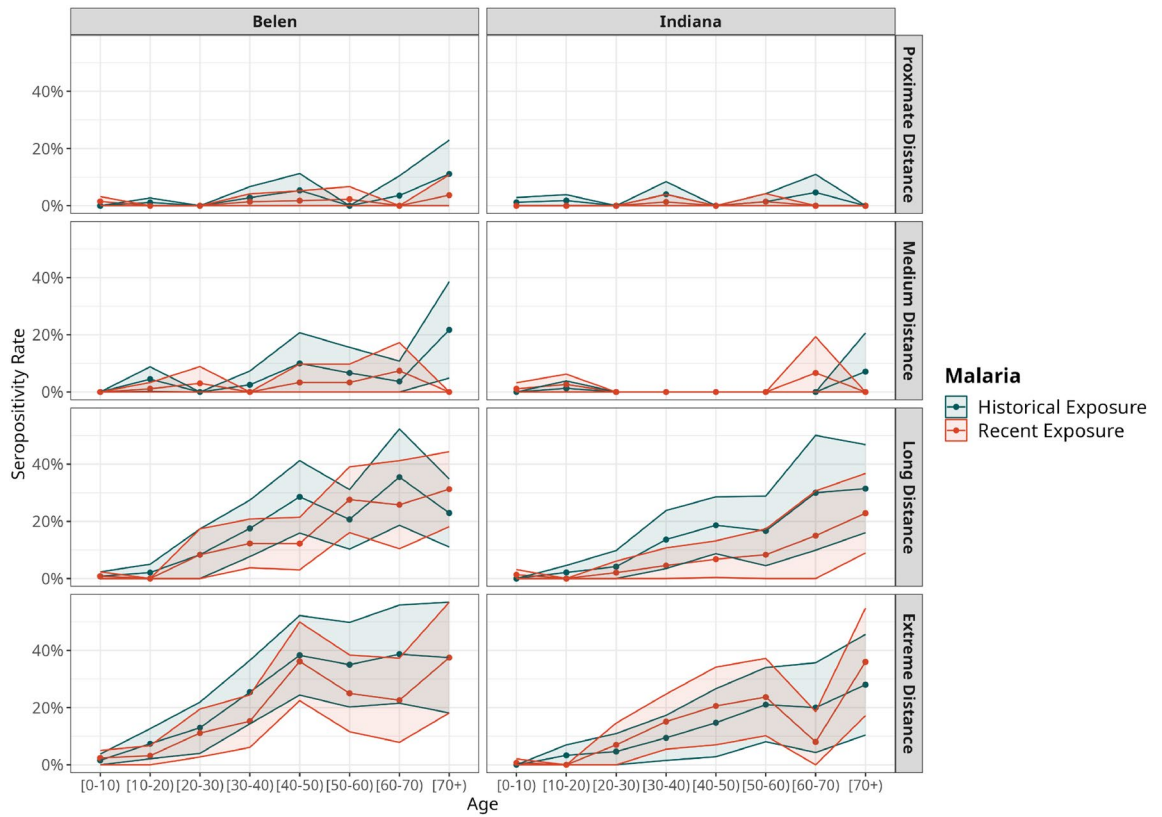 Belen
Indiana
Proximate Distance
40%
20%
0%
Medium Distance
40%
20%
0%
Seropositivity Rate
Long Distance
40%
20%
0%
Extreme Distance
40%
20%
0%
[0-10) [10-20) [20-30) [30-40) [40-50) [50-60) [60-70) [70+)
[0-10) [10-20) [20-30) [30-40) [40-50) [50-60) [60-70) [70+)
Age
Malaria
Historical Exposure
Recent Exposure